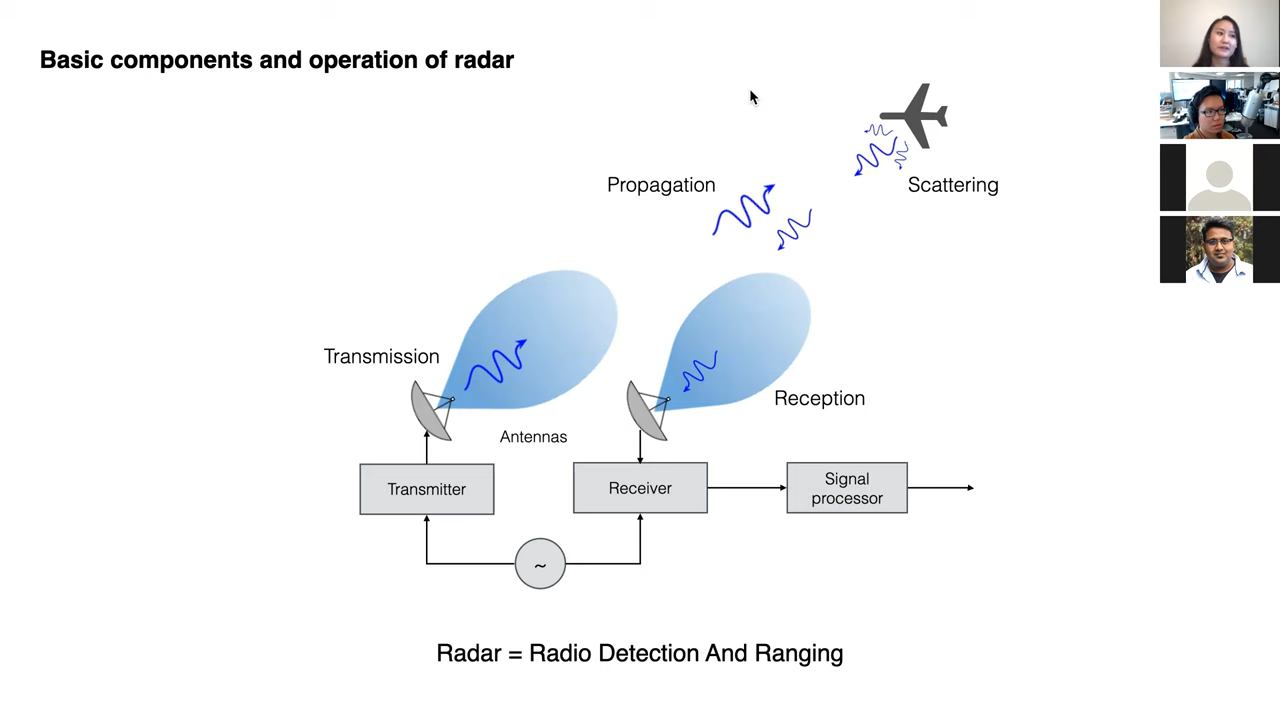 Basic components and operation of radar
Propagation
Scattering
Transmission
Reception
Antennas
Transmitter
Receiver
Signal
processor
~
Radar = Radio Detection And Ranging